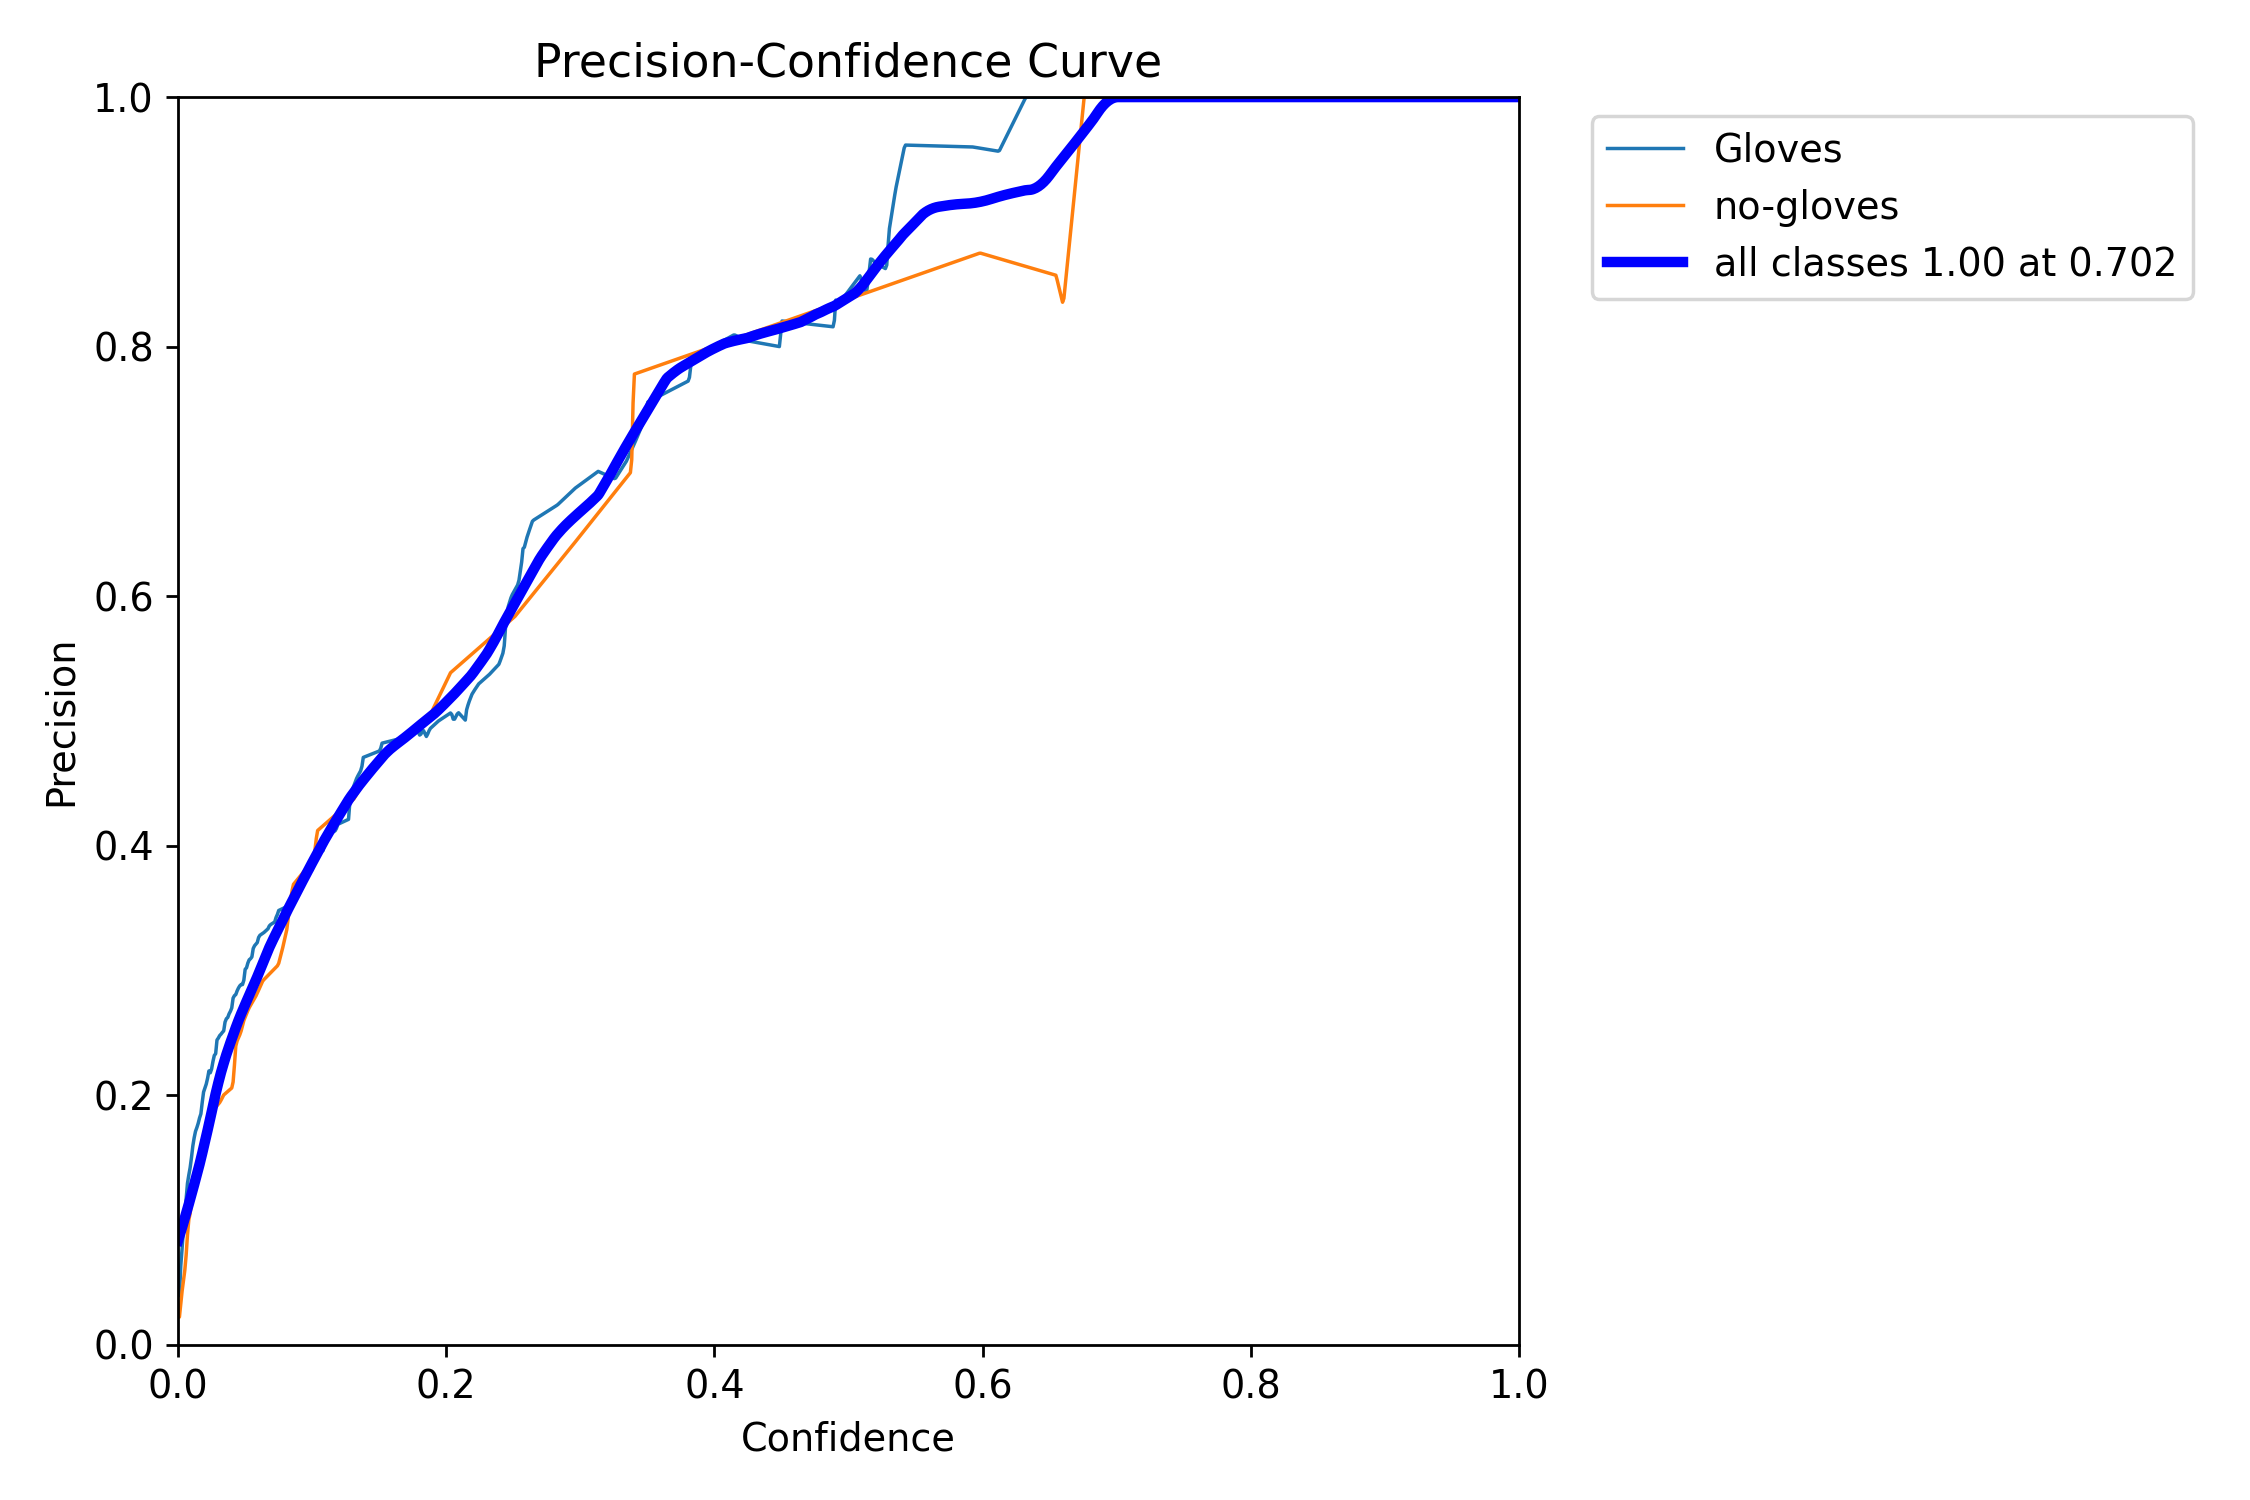 Precision-Confidence Curve
1.0
0.8
0.6
0.4
0.2
0.0
Precision
0.0 0.2 0.4 0.6 0.8 1.0
Confidence
Gloves
no-gloves
all classes 1.00 at 0.702